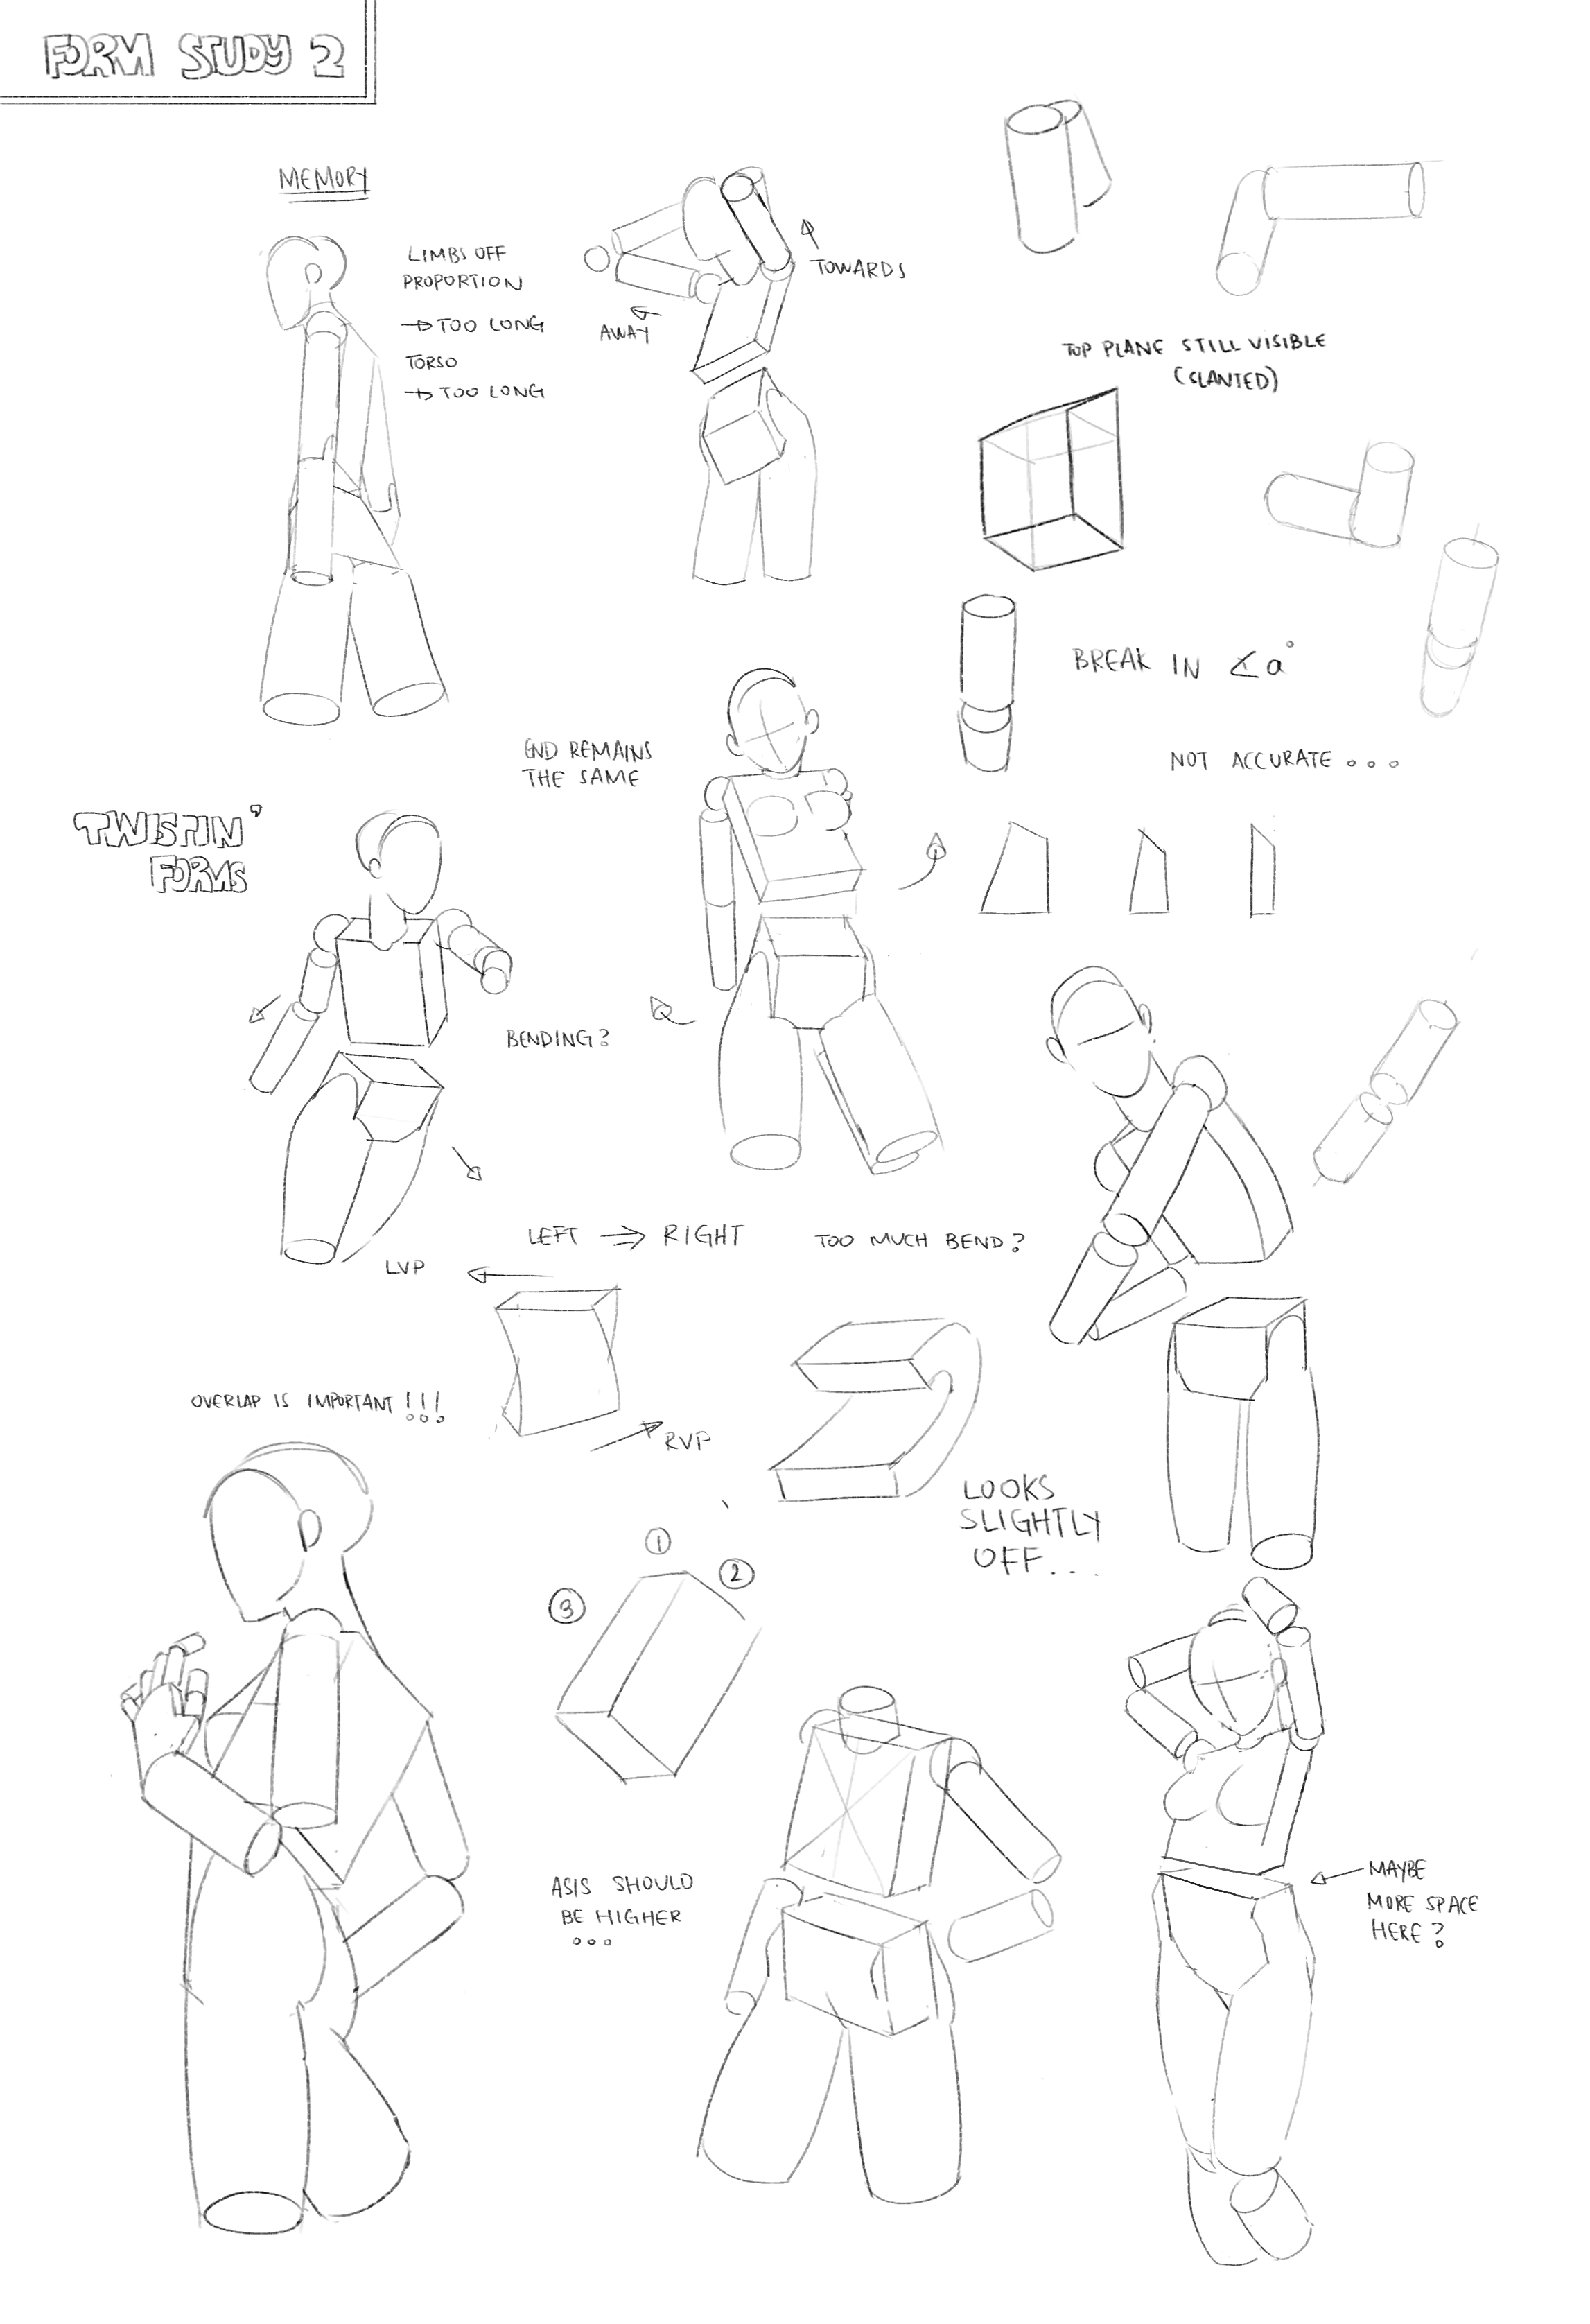 FORM STUDY 2
MEMORY
LIMBS OFF
PROPORTION
→ TOO LONG
TORSO
→ TOO LONG
TOWARDS
AWAY
TOP PLANE STILL VISIBLE
(SLANTED)
BREAK IN ∡a°
NOT ACCURATE...
END REMAINS
THE SAME
TWISTIN'
FORMS
BENDING?
LEFT ⇒ RIGHT
TOO MUCH BEND?
LVP
RVP
OVERLAP IS IMPORTANT!!!
LOOKS
SLIGHTLY
OFF...
①
②
③
ASIS SHOULD
BE HIGHER
...
MAYBE
MORE SPACE
HERE?